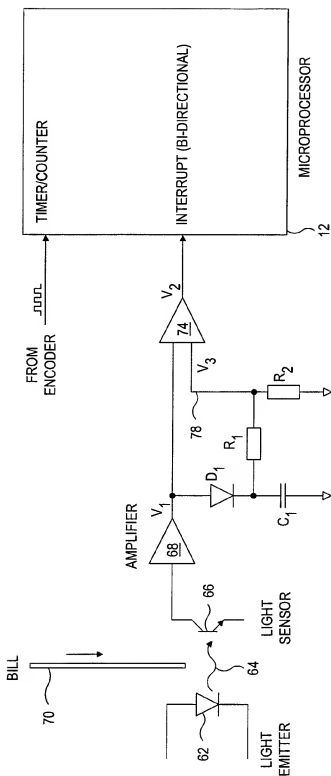 BILL
70
AMPLIFIER
68
V1
D1
C1
R1
R2
78
V3
74
V2
FROM
ENCODER
TIMER/COUNTER
INTERRUPT (BI-DIRECTIONAL)
MICROPROCESSOR
12
62
64
66
LIGHT
EMITTER
LIGHT
SENSOR